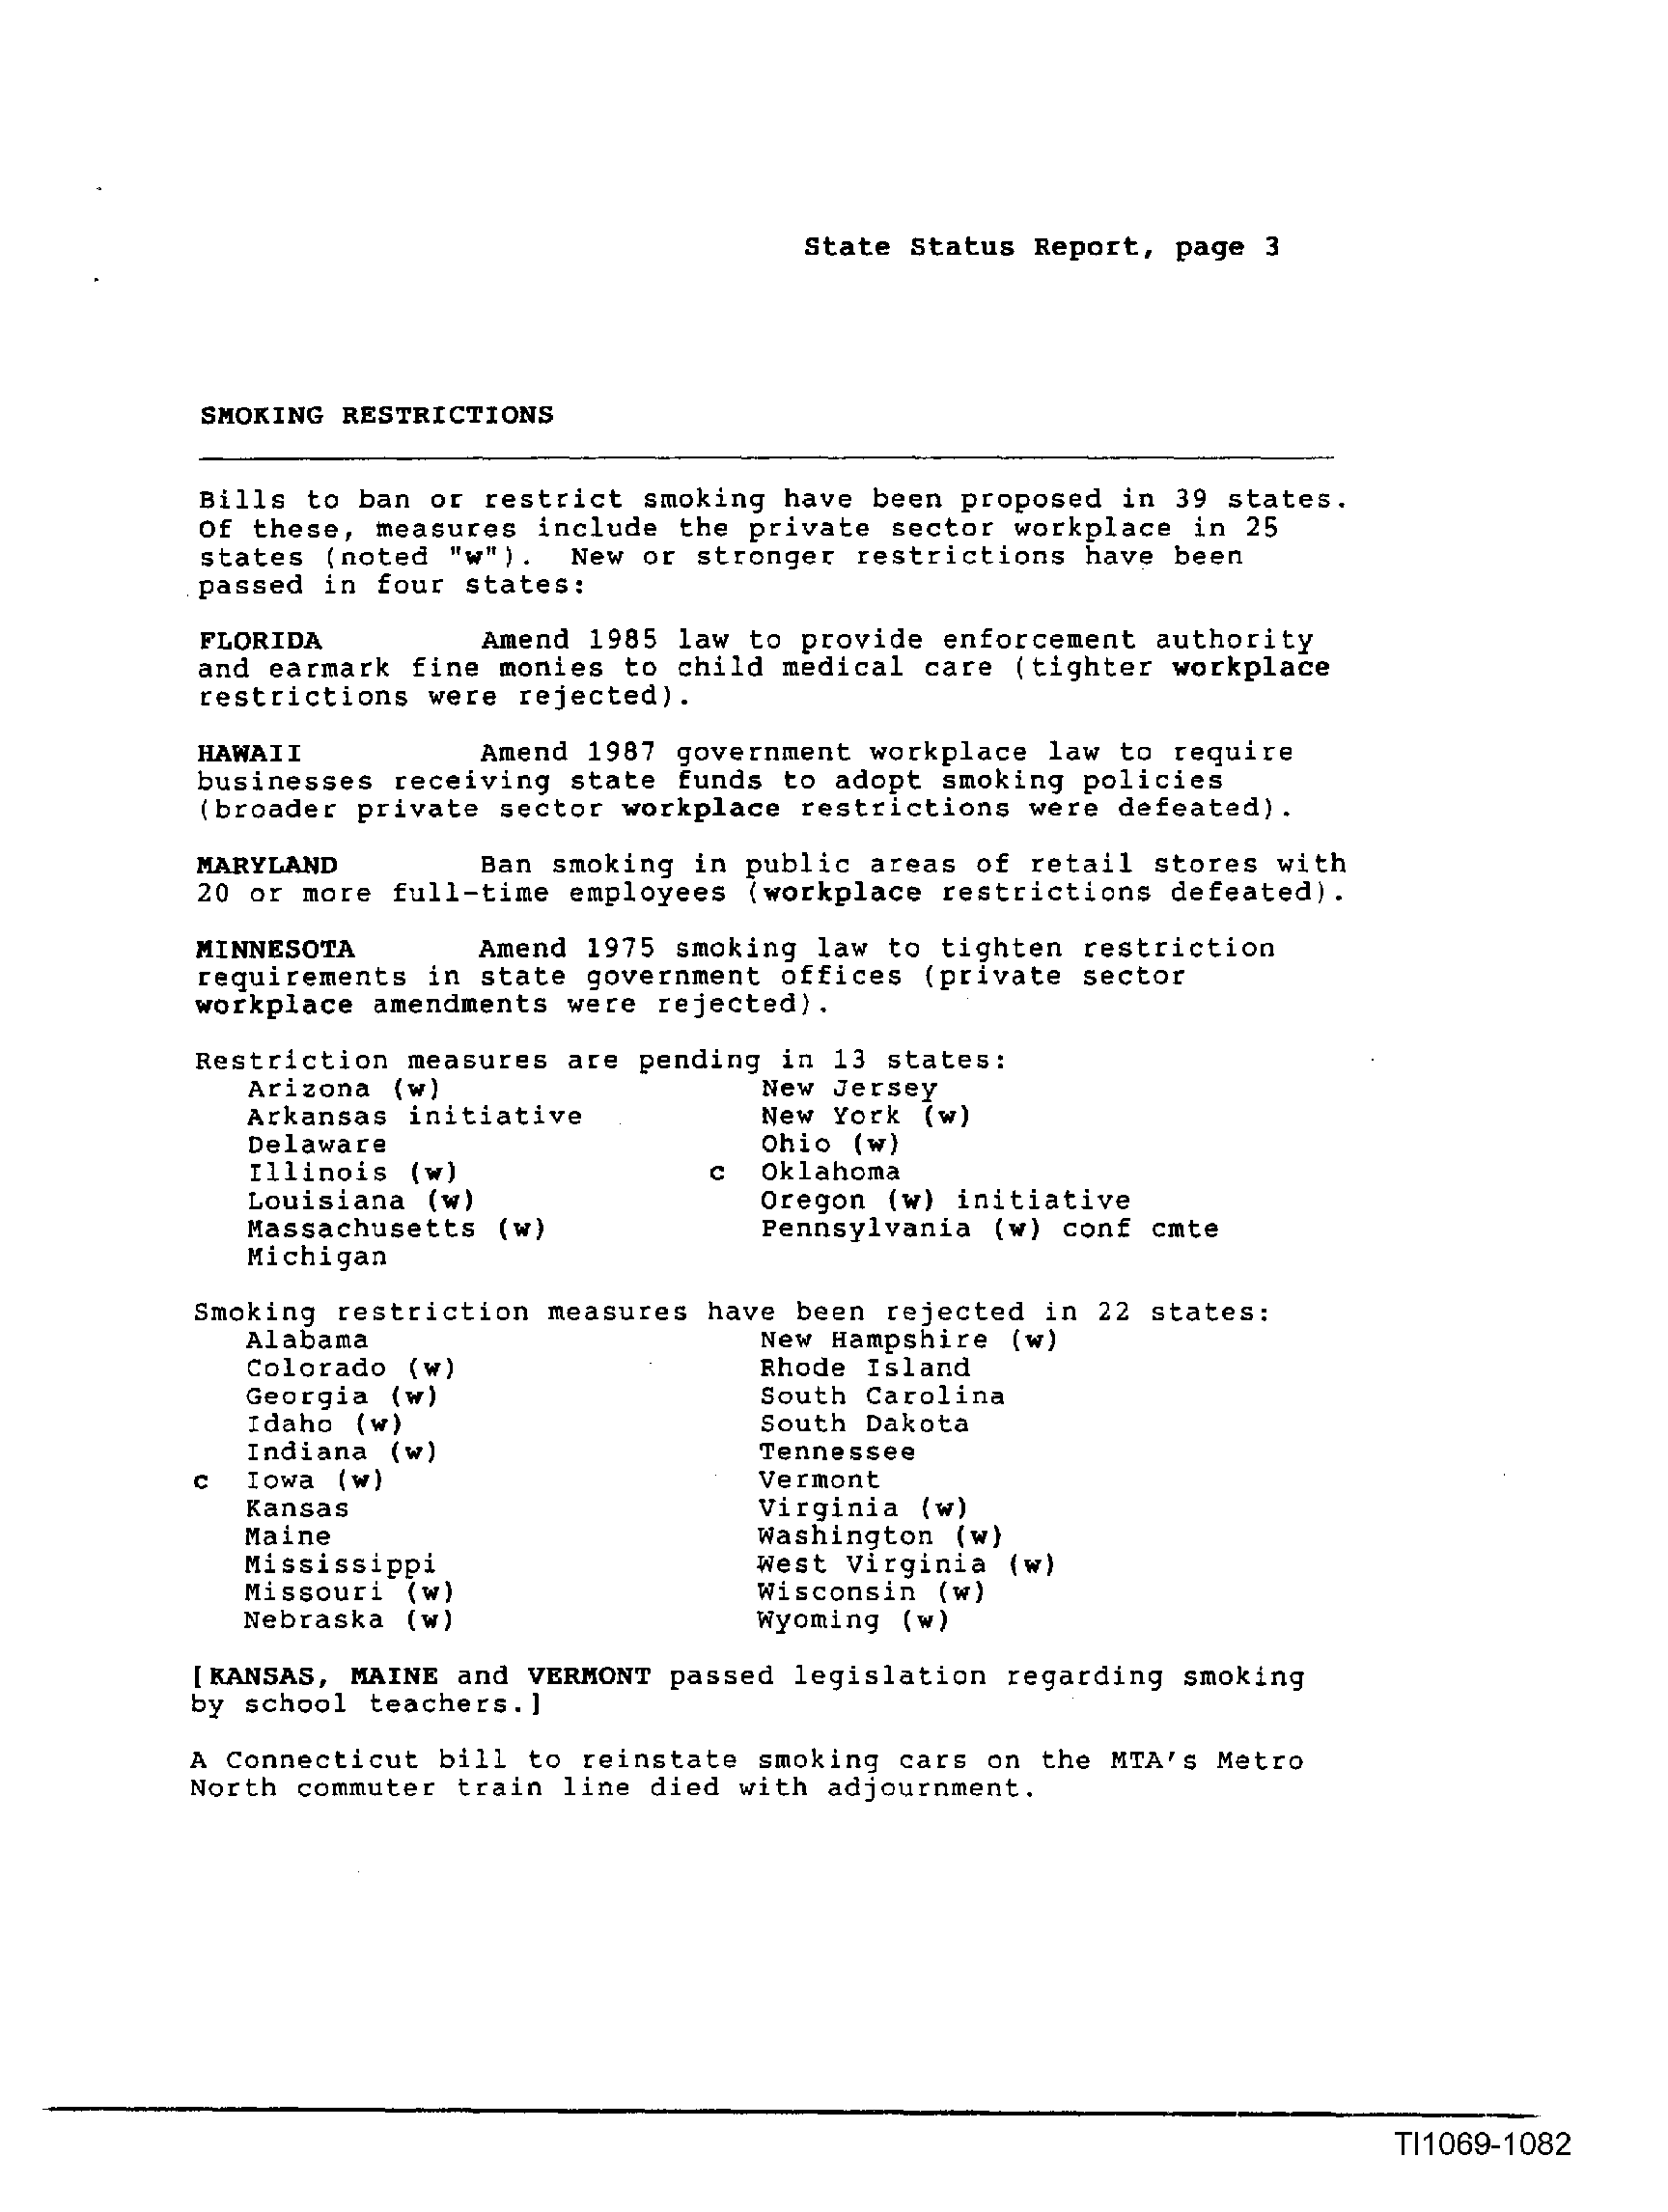 State Status Report, page 3
SMOKING RESTRICTIONS
Bills to ban or restrict smoking have been proposed in 39 states.
Of these, measures include the private sector workplace in 25
states (noted "w").  New or stronger restrictions have been
passed in four states:
FLORIDA Amend 1985 law to provide enforcement authority
and earmark fine monies to child medical care (tighter workplace
restrictions were rejected).
HAWAII Amend 1987 government workplace law to require
businesses receiving state funds to adopt smoking policies
(broader private sector workplace restrictions were defeated).
MARYLAND Ban smoking in public areas of retail stores with
20 or more full-time employees (workplace restrictions defeated).
MINNESOTA Amend 1975 smoking law to tighten restriction
requirements in state government offices (private sector
workplace amendments were rejected).
Restriction measures are pending in 13 states:
Arizona (w) New Jersey
Arkansas initiative New York (w)
Delaware Ohio (w)
Illinois (w) c Oklahoma
Louisiana (w) Oregon (w) initiative
Massachusetts (w) Pennsylvania (w) conf cmte
Michigan
Smoking restriction measures have been rejected in 22 states:
Alabama New Hampshire (w)
Colorado (w) Rhode Island
Georgia (w) South Carolina
Idaho (w) South Dakota
Indiana (w) Tennessee
c Iowa (w) Vermont
Kansas Virginia (w)
Maine Washington (w)
Mississippi West Virginia (w)
Missouri (w) Wisconsin (w)
Nebraska (w) Wyoming (w)
[KANSAS, MAINE and VERMONT passed legislation regarding smoking
by school teachers.]
A Connecticut bill to reinstate smoking cars on the MTA's Metro
North commuter train line died with adjournment.
TI1069-1082